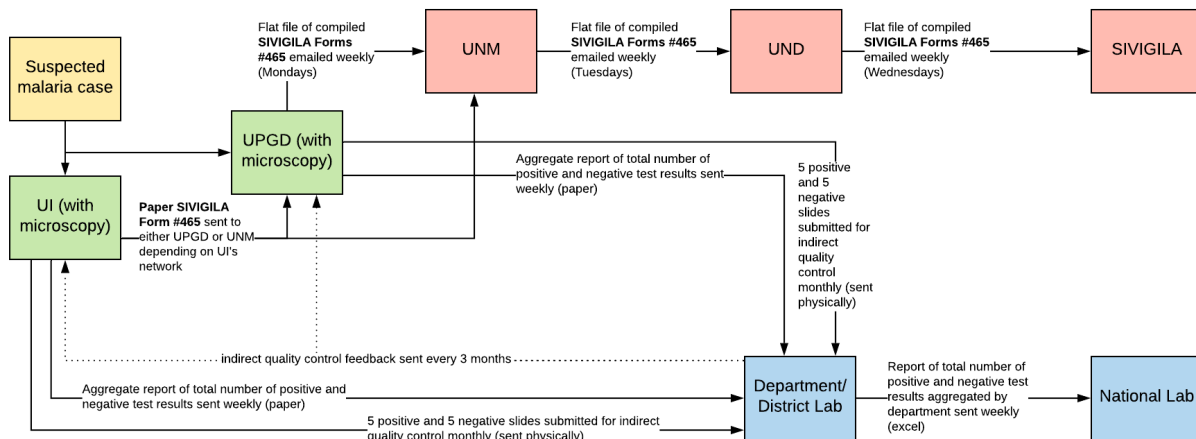 Flat file of compiled
SIVIGILA Forms
#465 emailed weekly
(Mondays)
UNM
Flat file of compiled
SIVIGILA Forms #465
emailed weekly
(Tuesdays)
UND
Flat file of compiled
SIVIGILA Forms #465
emailed weekly
(Wednesdays)
SIVIGILA
Suspected
malaria case
UPGD (with
microscopy)
Aggregate report of total number of
positive and negative test results sent
weekly (paper)
5 positive
and 5
negative
slides
submitted for
indirect
quality
control
monthly (sent
physically)
UI (with
microscopy)
Paper SIVIGILA
Form #465 sent to
either UPGD or UNM
depending on UI's
network
indirect quality control feedback sent every 3 months
Aggregate report of total number of positive and
negative test results sent weekly (paper)
5 positive and 5 negative slides submitted for indirect
quality control monthly (sent physically)
Department/
District Lab
Report of total number of
positive and negative test
results aggregated by
department sent weekly
(excel)
National Lab